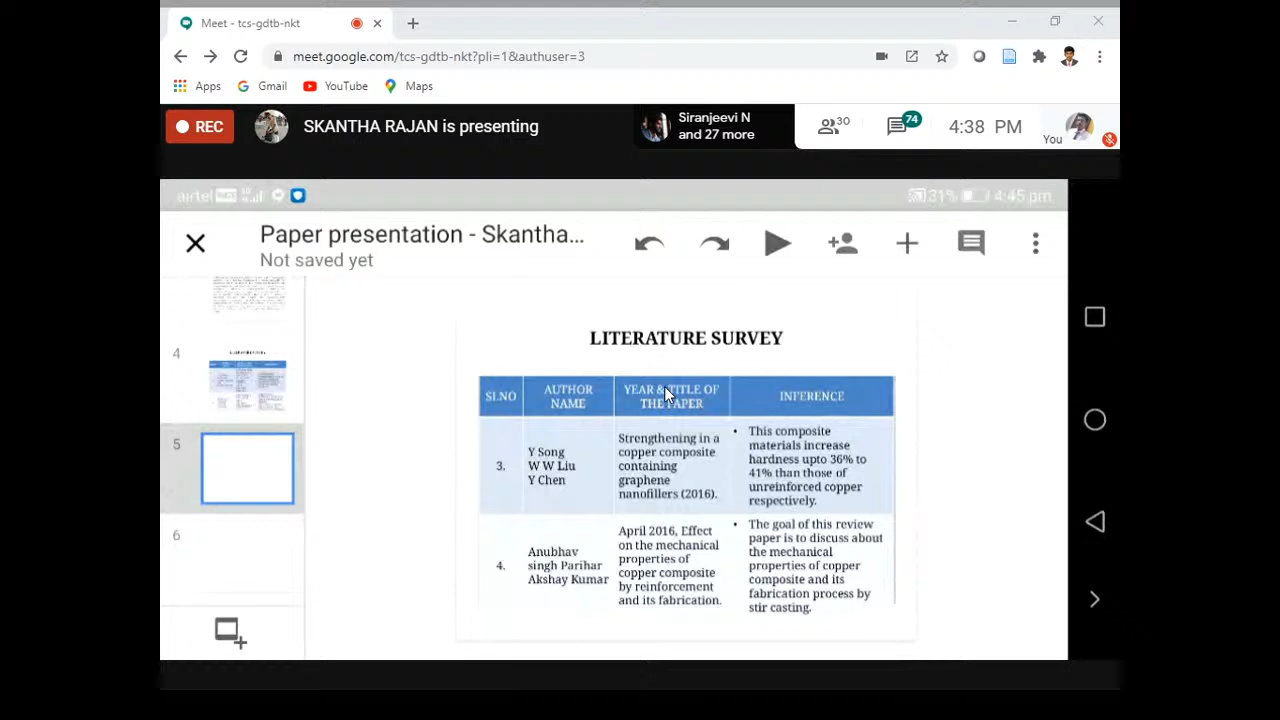 Meet - tcs-gdtb-nkt
meet.google.com/tcs-gdtb-nkt?pli=1&authuser=3
Apps Gmail YouTube Maps
REC
SKANTHA RAJAN is presenting
Siranjeevi N
and 27 more
30
74
4:38 PM
You
airtel
31% 4:45 pm
Paper presentation - Skantha...
Not saved yet
4
5
6
LITERATURE SURVEY
SI.NO
AUTHOR
NAME
YEAR & TITLE OF
THE PAPER
INFERENCE
3.
Y Song
W W Liu
Y Chen
Strengthening in a
copper composite
containing
graphene
nanofillers (2016).
• This composite
materials increase
hardness upto 36% to
41% than those of
unreinforced copper
respectively.
4.
Anubhav
singh Parihar
Akshay Kumar
April 2016, Effect
on the mechanical
properties of
copper composite
by reinforcement
and its fabrication.
• The goal of this review
paper is to discuss about
the mechanical
properties of copper
composite and its
fabrication process by
stir casting.